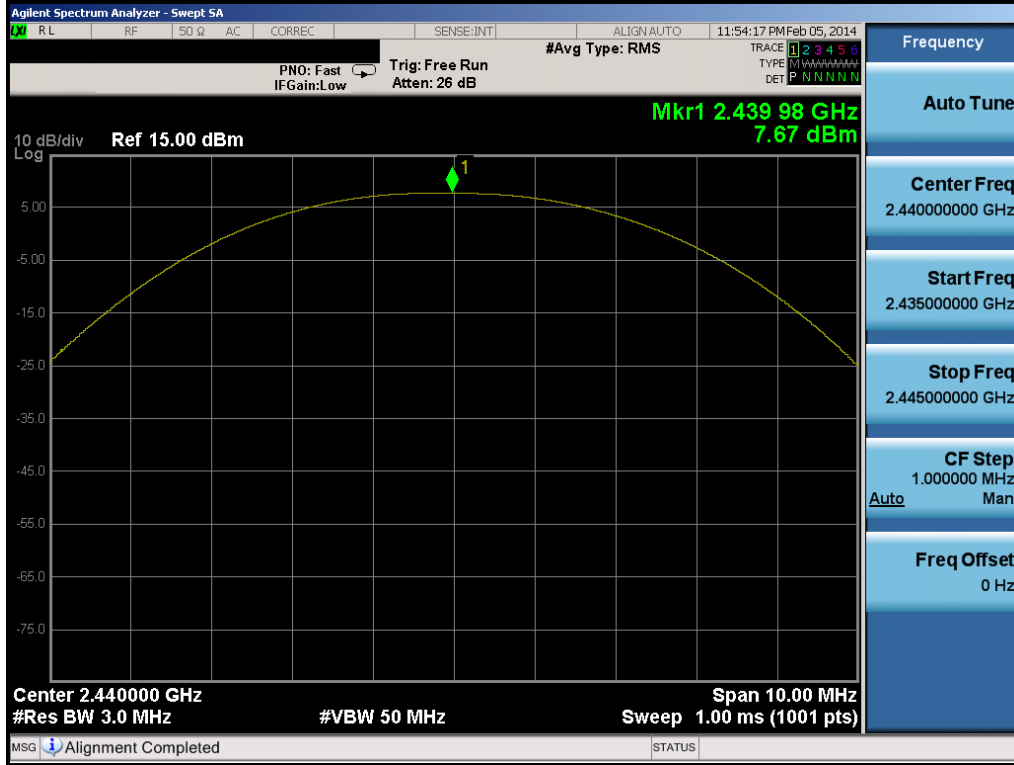 Agilent Spectrum Analyzer - Swept SA
LXI RL RF 50 Ω AC CORREC SENSE:INT ALIGN AUTO 11:54:17 PM Feb 05, 2014
#Avg Type: RMS TRACE 1 2 3 4 5 6
PNO: Fast Trig: Free Run TYPE M
IFGain:Low Atten: 26 dB DET P N N N N N
Mkr1 2.439 98 GHz
7.67 dBm
10 dB/div Ref 15.00 dBm
Log
1
5.00
-5.00
-15.0
-25.0
-35.0
-45.0
-55.0
-65.0
-75.0
Center 2.440000 GHz Span 10.00 MHz
#Res BW 3.0 MHz #VBW 50 MHz Sweep 1.00 ms (1001 pts)
MSG Alignment Completed STATUS
Frequency
Auto Tune
Center Freq
2.440000000 GHz
Start Freq
2.435000000 GHz
Stop Freq
2.445000000 GHz
CF Step
1.000000 MHz
Auto Man
Freq Offset
0 Hz